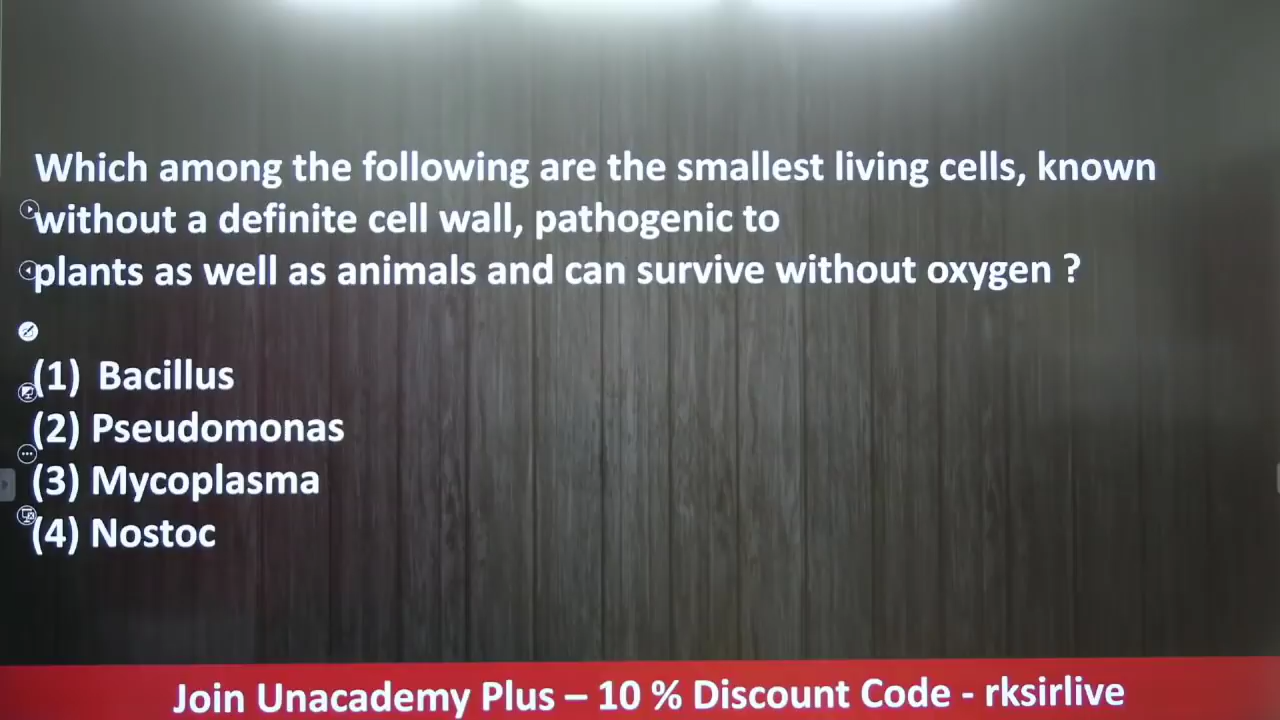 Which among the following are the smallest living cells, known
without a definite cell wall, pathogenic to
plants as well as animals and can survive without oxygen ?
(1) Bacillus
(2) Pseudomonas
(3) Mycoplasma
(4) Nostoc
Join Unacademy Plus – 10 % Discount Code - rksirlive